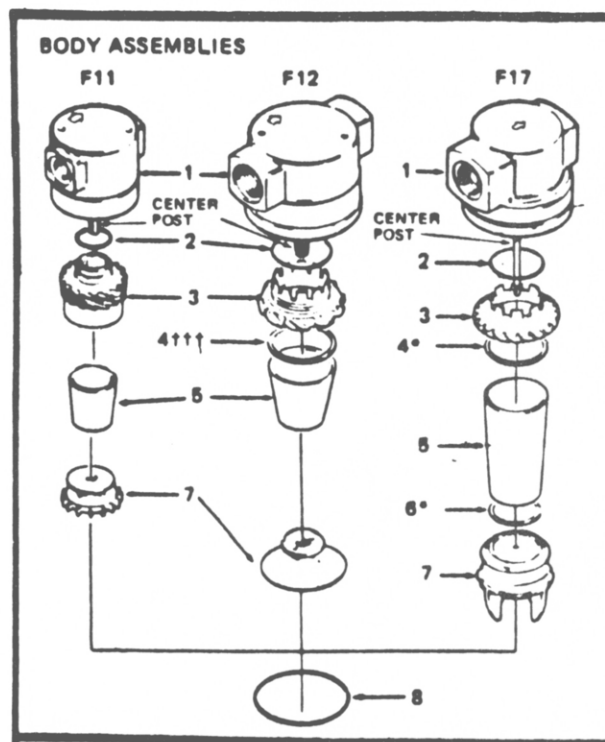 BODY ASSEMBLIES
F11 F12 F17
1 1
CENTER
POST
CENTER
POST
2 2
3 3
4††† 4°
5 5
6°
7 7
8